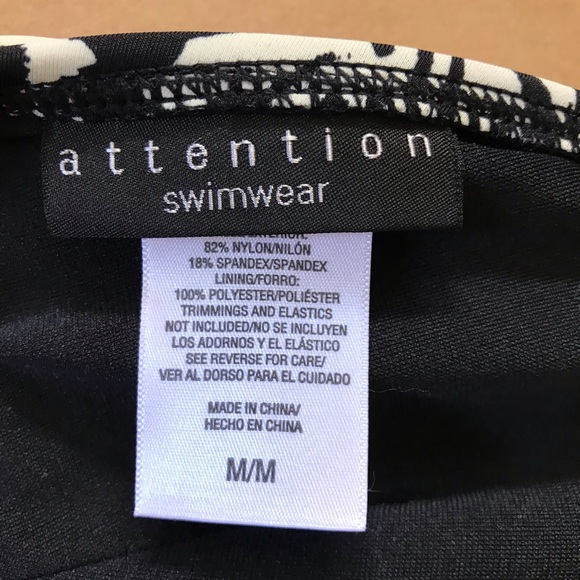 attention
swimwear
82% NYLON/NILÓN
18% SPANDEX/SPANDEX
LINING/FORRO:
100% POLYESTER/POLIÉSTER
TRIMMINGS AND ELASTICS
NOT INCLUDED/NO SE INCLUYEN
LOS ADORNOS Y EL ELÁSTICO
SEE REVERSE FOR CARE/
VER AL DORSO PARA EL CUIDADO
MADE IN CHINA/
HECHO EN CHINA
M/M